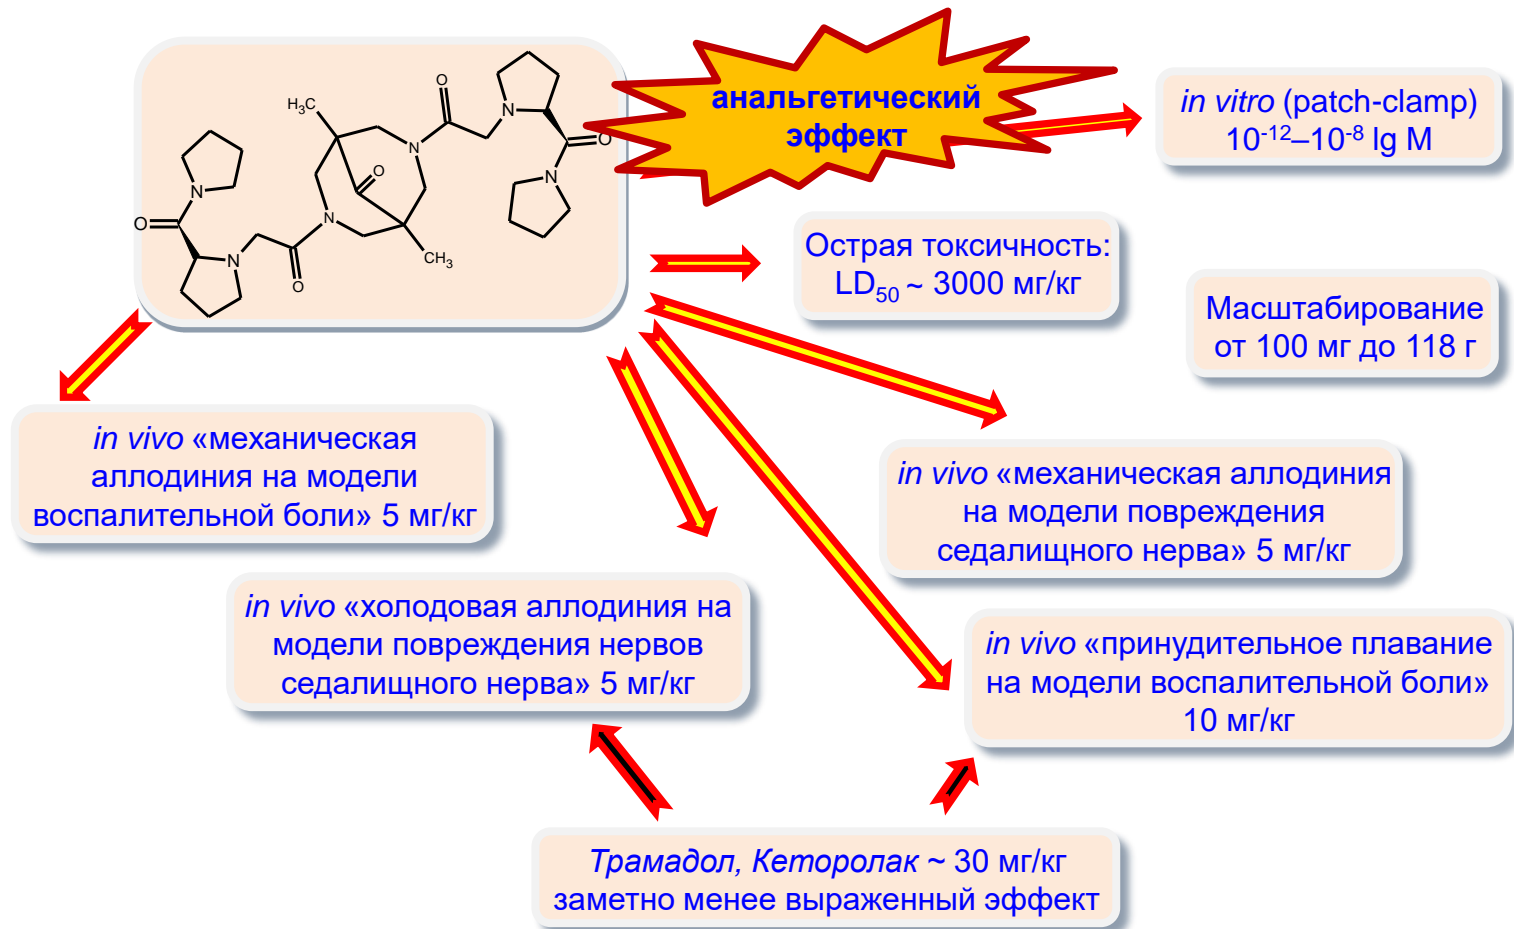 H₃C
O
N
O
N
N
O
N
O
N
N
O
N
O
CH₃
анальгетический
эффект
in vitro (patch-clamp)
10⁻¹²–10⁻⁸ lg M
Острая токсичность:
LD₅₀ ~ 3000 мг/кг
Масштабирование
от 100 мг до 118 г
in vivo «механическая
аллодиния на модели
воспалительной боли» 5 мг/кг
in vivo «механическая аллодиния
на модели повреждения
седалищного нерва» 5 мг/кг
in vivo «холодовая аллодиния на
модели повреждения нервов
седалищного нерва» 5 мг/кг
in vivo «принудительное плавание
на модели воспалительной боли»
10 мг/кг
Трамадол, Кеторолак ~ 30 мг/кг
заметно менее выраженный эффект